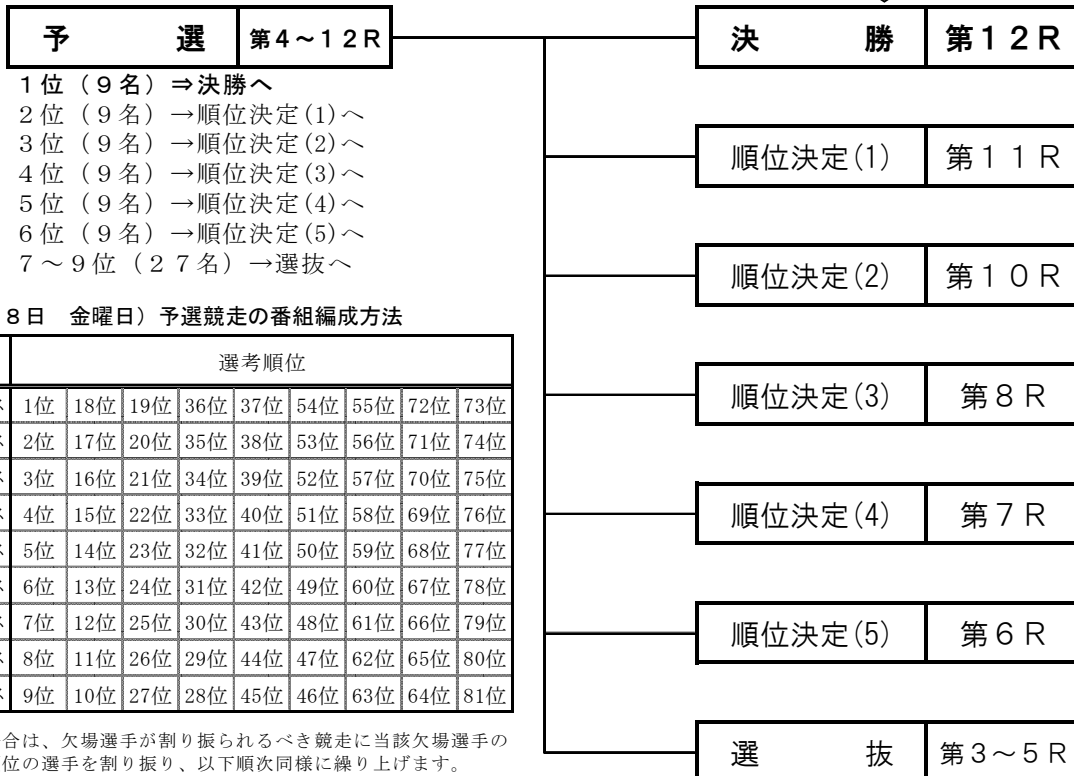 予　選 第4～12R
決　勝 第12R
1位（9名）⇒決勝へ
2位（9名）→順位決定(1)へ
3位（9名）→順位決定(2)へ
4位（9名）→順位決定(3)へ
5位（9名）→順位決定(4)へ
6位（9名）→順位決定(5)へ
7～9位（27名）→選抜へ
順位決定(1) 第11R
順位決定(2) 第10R
順位決定(3) 第8R
順位決定(4) 第7R
順位決定(5) 第6R
選　抜 第3～5R
8日　金曜日）予選競走の番組編成方法
選考順位
1位 18位 19位 36位 37位 54位 55位 72位 73位
2位 17位 20位 35位 38位 53位 56位 71位 74位
3位 16位 21位 34位 39位 52位 57位 70位 75位
4位 15位 22位 33位 40位 51位 58位 69位 76位
5位 14位 23位 32位 41位 50位 59位 68位 77位
6位 13位 24位 31位 42位 49位 60位 67位 78位
7位 12位 25位 30位 43位 48位 61位 66位 79位
8位 11位 26位 29位 44位 47位 62位 65位 80位
9位 10位 27位 28位 45位 46位 63位 64位 81位
合は、欠場選手が割り振られるべき競走に当該欠場選手の
位の選手を割り振り、以下順次同様に繰り上げます。